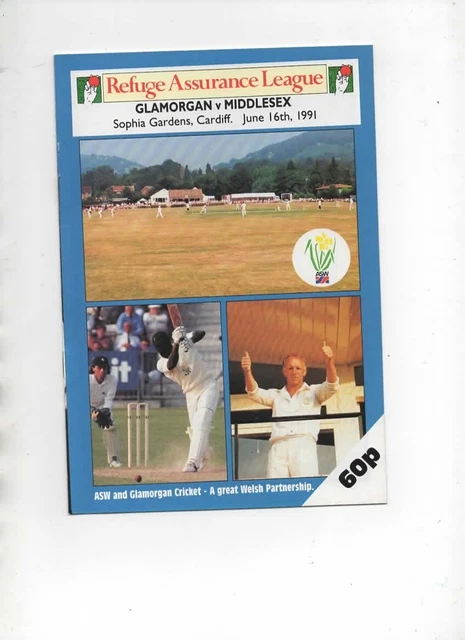 Refuge Assurance League
GLAMORGAN v MIDDLESEX
Sophia Gardens, Cardiff. June 16th, 1991
ASW
it
60p
ASW and Glamorgan Cricket - A great Welsh Partnership.